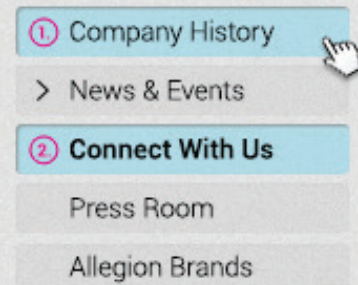 1. Company History
> News & Events
2. Connect With Us
Press Room
Allegion Brands